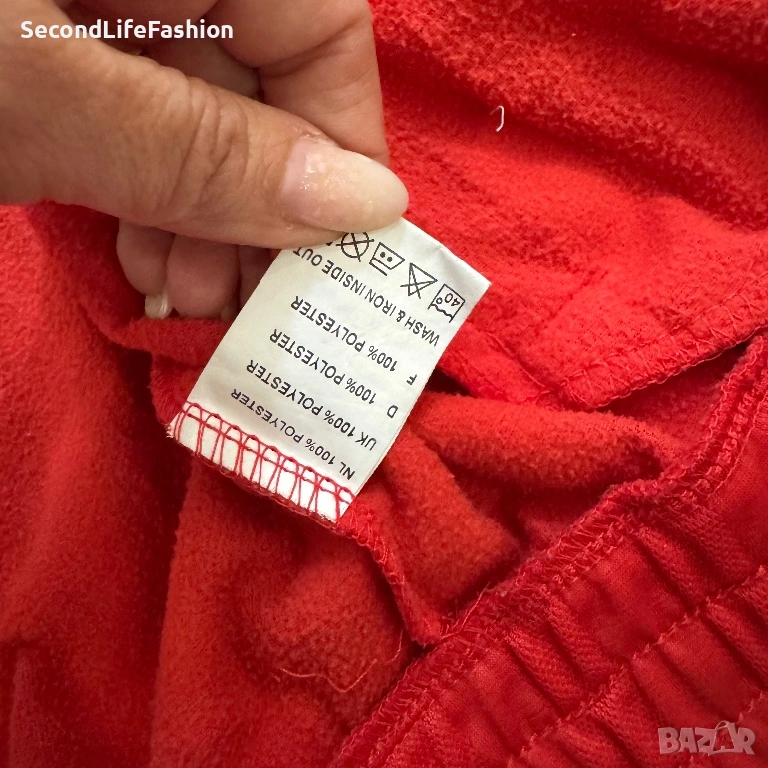 SecondLifeFashion
NL 100% POLYESTER
UK 100% POLYESTER
D 100% POLYESTER
F 100% POLYESTER
WASH & IRON INSIDE OUT
40°
BAZAR